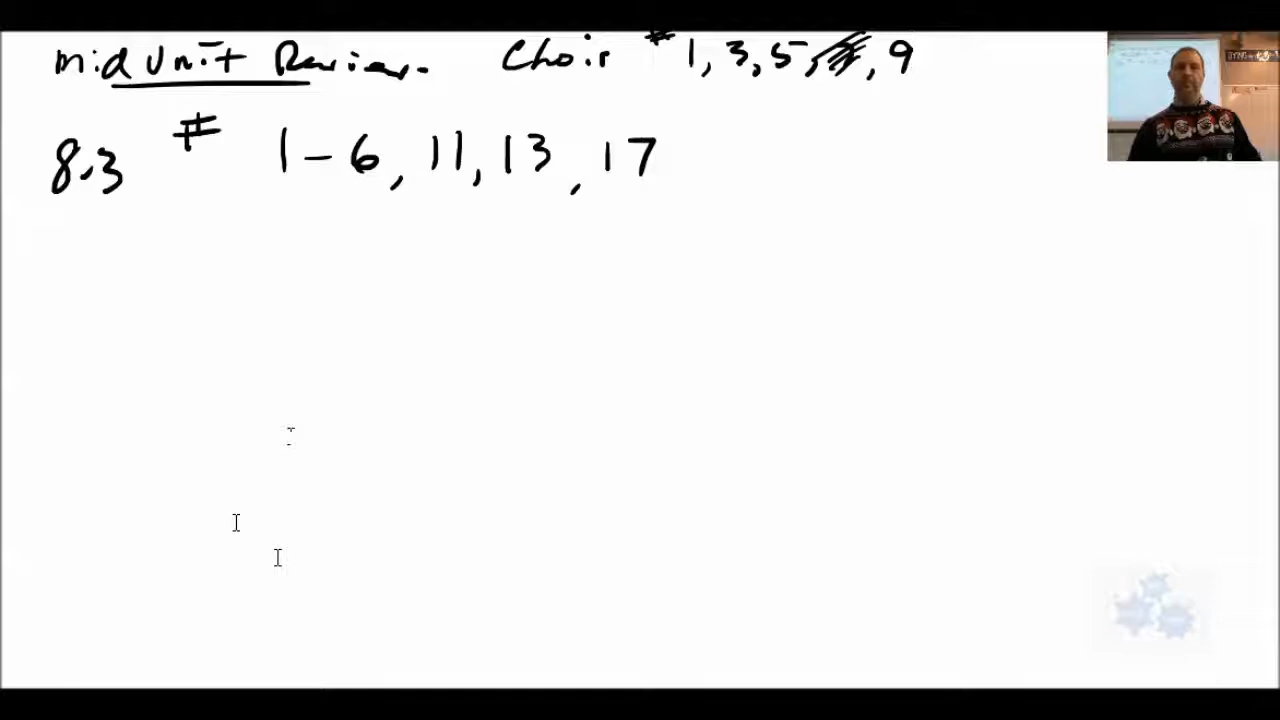 mid Unit Review. Choir # 1, 3, 5, , 9
8.3 # 1-6, 11, 13, 17